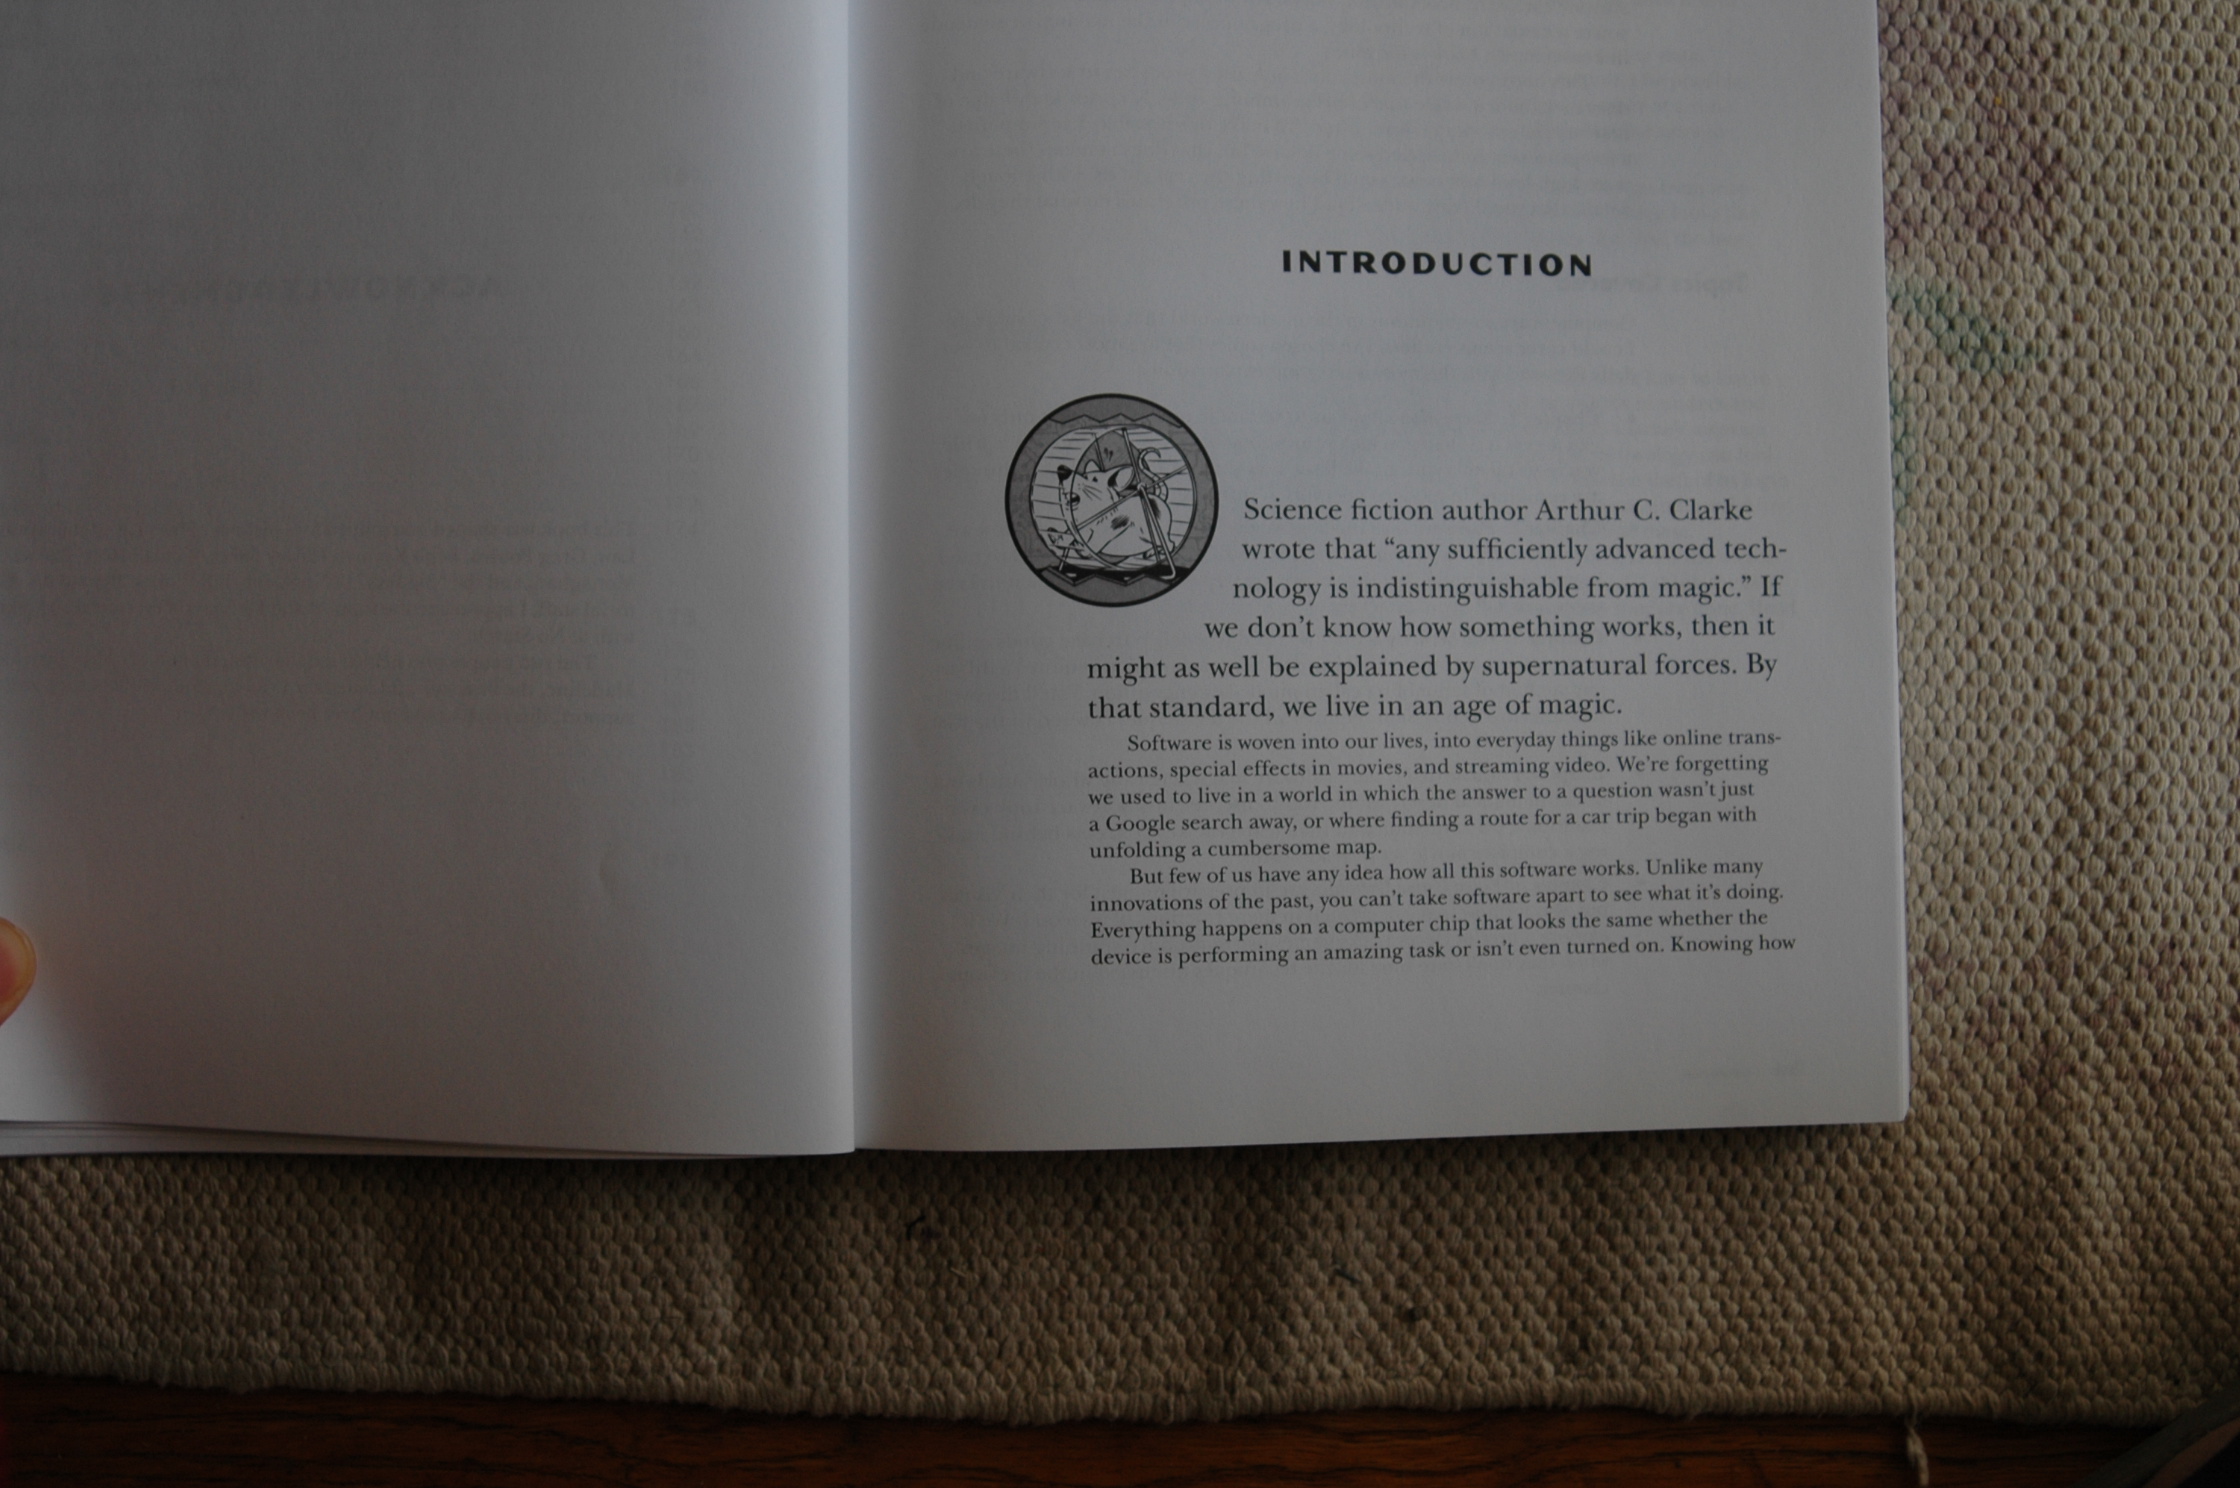 INTRODUCTION
Science fiction author Arthur C. Clarke
wrote that “any sufficiently advanced tech-
nology is indistinguishable from magic.” If
we don’t know how something works, then it
might as well be explained by supernatural forces. By
that standard, we live in an age of magic.
Software is woven into our lives, into everyday things like online trans-
actions, special effects in movies, and streaming video. We’re forgetting
we used to live in a world in which the answer to a question wasn’t just
a Google search away, or where finding a route for a car trip began with
unfolding a cumbersome map.
But few of us have any idea how all this software works. Unlike many
innovations of the past, you can’t take software apart to see what it’s doing.
Everything happens on a computer chip that looks the same whether the
device is performing an amazing task or isn’t even turned on. Knowing how